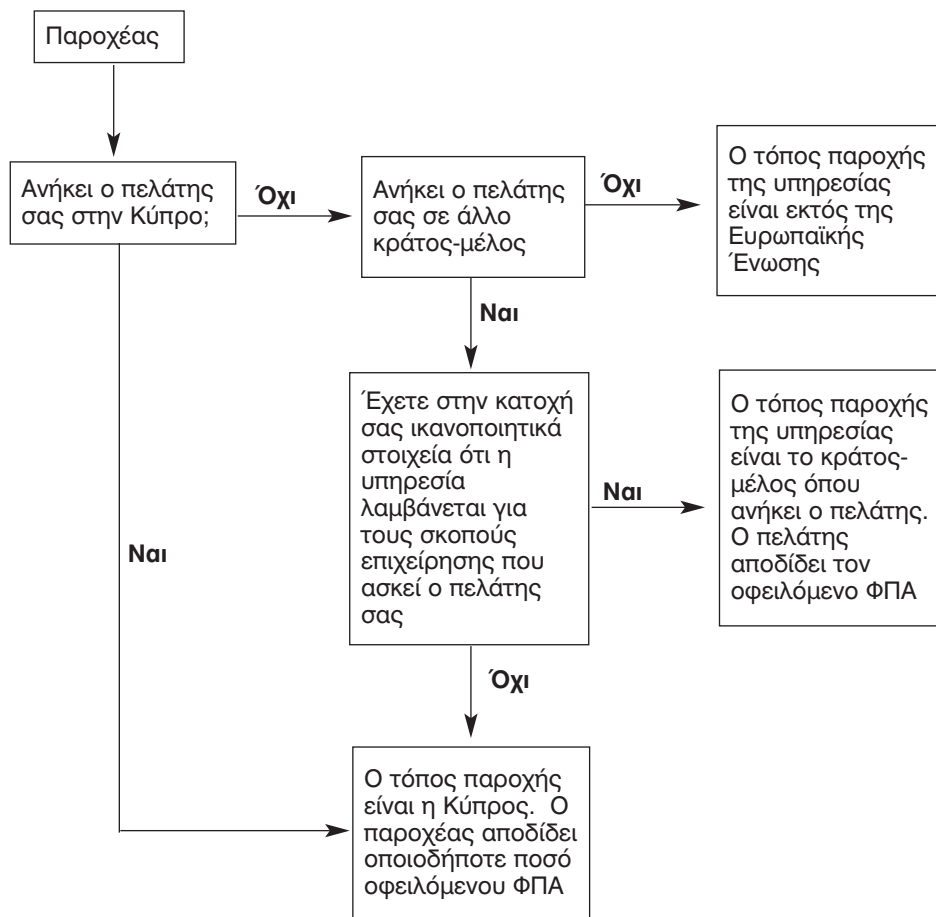 Παροχέας
Ανήκει ο πελάτης
σας στην Κύπρο;
Όχι
Ανήκει ο πελάτης
σας σε άλλο
κράτος-μέλος
Όχι
Ο τόπος παροχής
της υπηρεσίας
είναι εκτός της
Ευρωπαϊκής
Ένωσης
Ναι
Έχετε στην κατοχή
σας ικανοποιητικά
στοιχεία ότι η
υπηρεσία
λαμβάνεται για
τους σκοπούς
επιχείρησης που
ασκεί ο πελάτης
σας
Ναι
Ο τόπος παροχής
της υπηρεσίας
είναι το κράτος-
μέλος όπου
ανήκει ο πελάτης.
Ο πελάτης
αποδίδει τον
οφειλόμενο ΦΠΑ
Ναι
Όχι
Ο τόπος παροχής
είναι η Κύπρος. Ο
παροχέας αποδίδει
οποιοδήποτε ποσό
οφειλόμενου ΦΠΑ